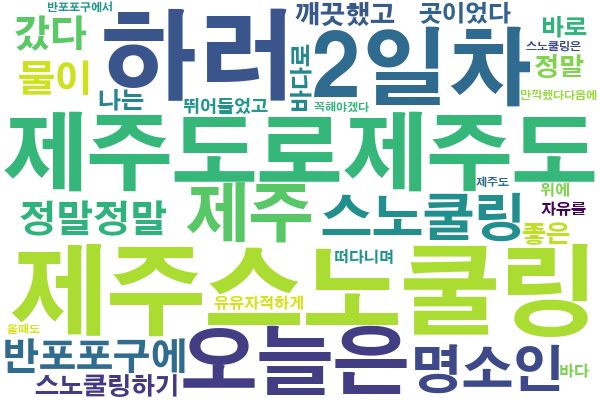 반포포구에서
갔다
하러
깨끗했고
곳이었다
바로
2일차
스노쿨링은
정말
물이
바다로
나는
뛰어들었고
꼭해야겠다
만끽했다다음에
제주도로제주도
제주도
위에
정말정말
제주
스노쿨링
자유를
좋은
제주스노쿨링
떠다니며
유유자적하게
올때도
오늘은
반포포구에
명소인
바다
스노쿨링하기